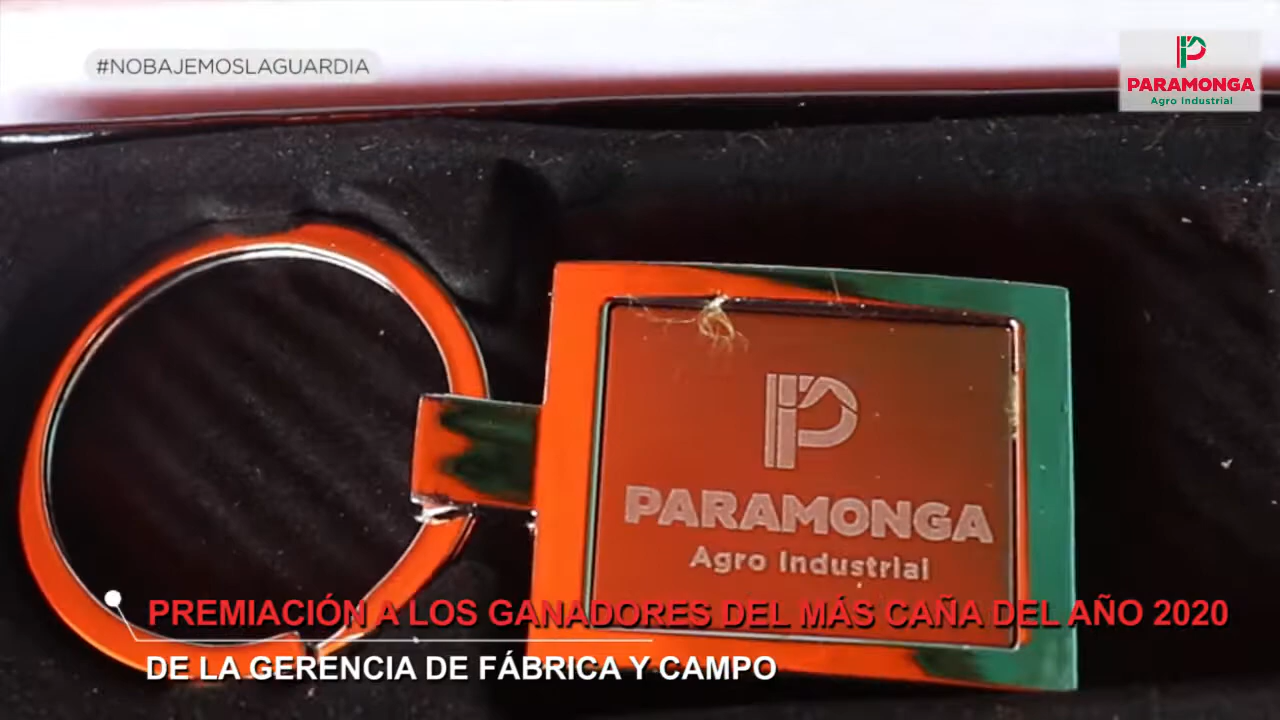 #NOBAJEMOSLAGUARDIA
PARAMONGA
Agro Industrial
PARAMONGA
Agro Industrial
PREMIACIÓN A LOS GANADORES DEL MÁS CAÑA DEL AÑO 2020
DE LA GERENCIA DE FÁBRICA Y CAMPO